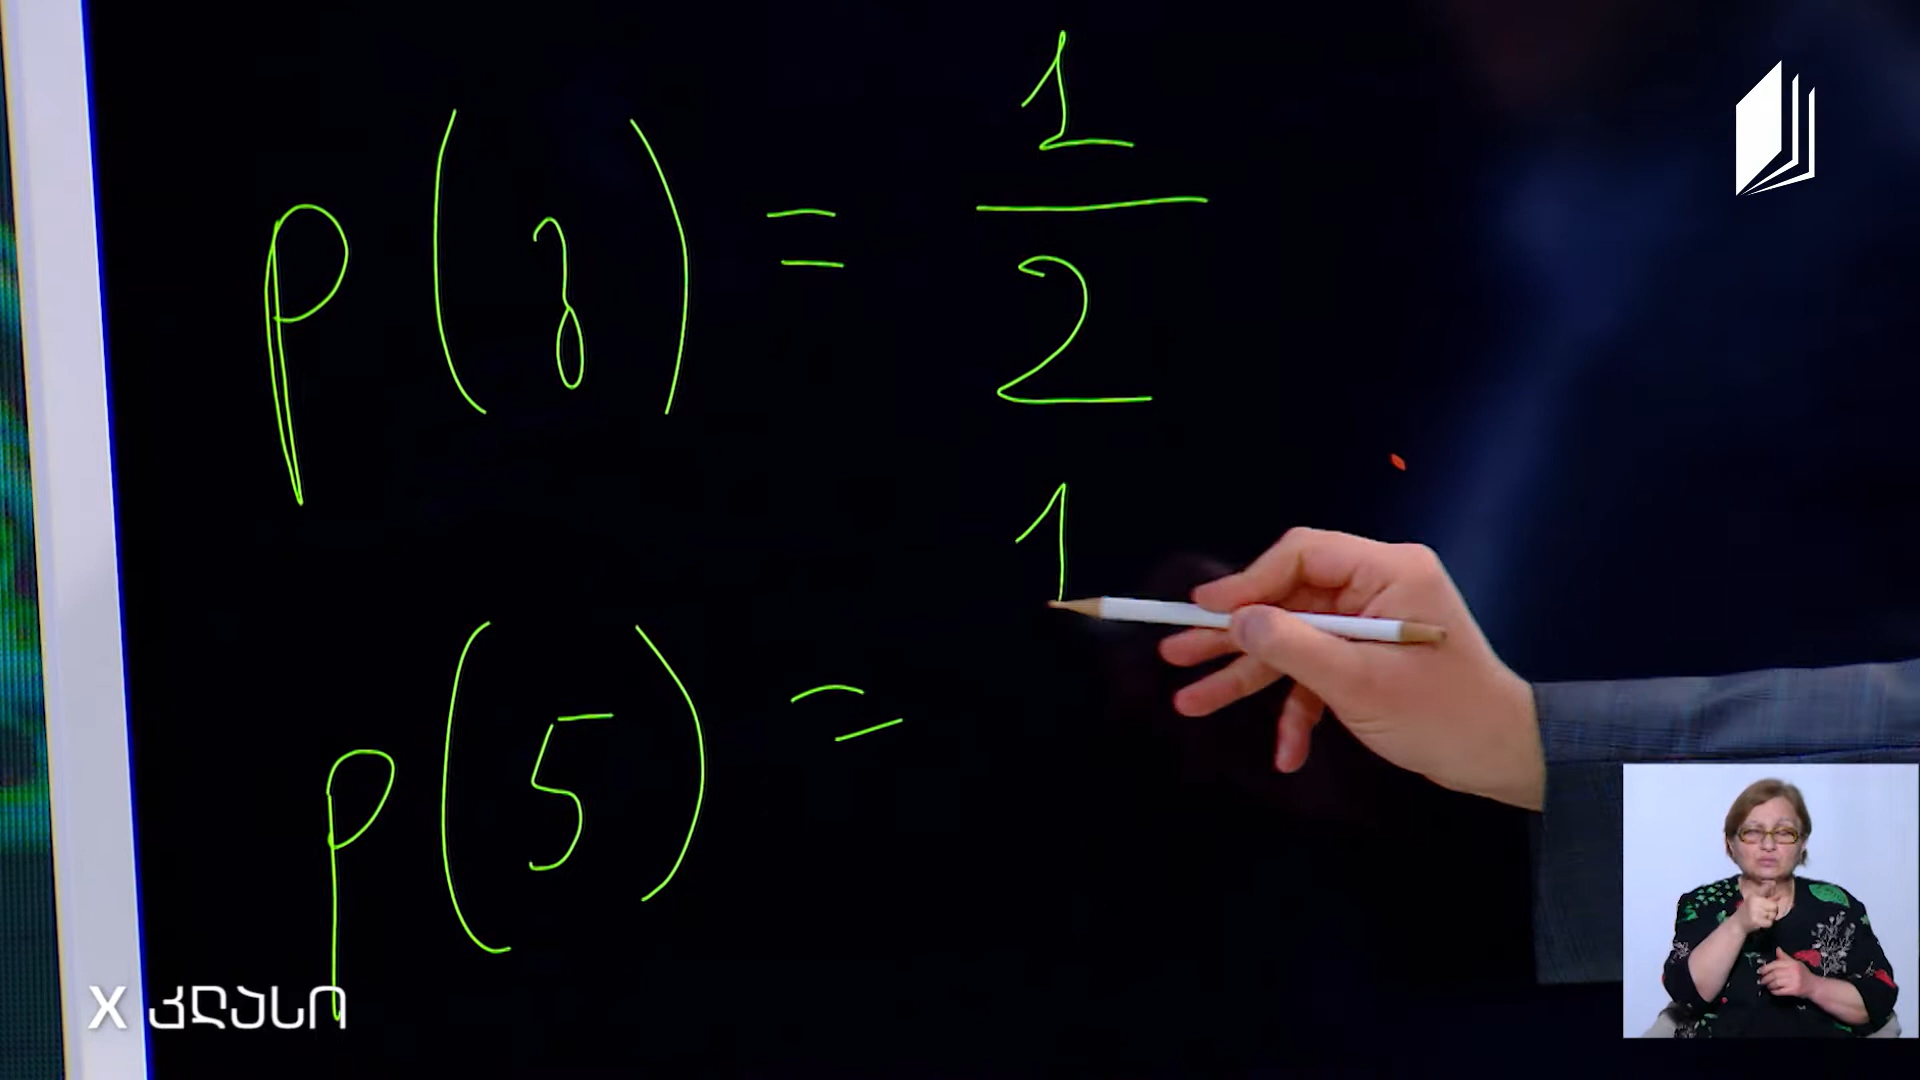 P(გ) = 1/2
P(5) = 1
X კლასი